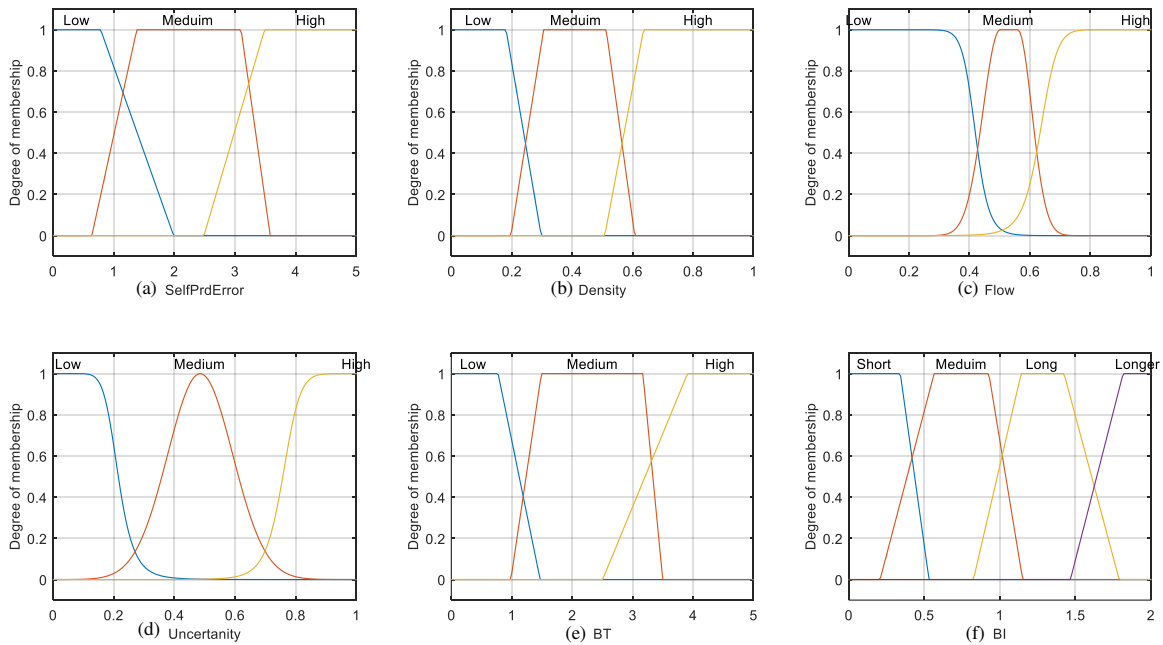 Low Meduim High
Degree of membership
1
0.8
0.6
0.4
0.2
0
0 1 2 3 4 5
(a) SelfPrdError
Low Meduim High
Degree of membership
1
0.8
0.6
0.4
0.2
0
0 0.2 0.4 0.6 0.8 1
(b) Density
Low Medium High
Degree of membership
1
0.8
0.6
0.4
0.2
0
0 0.2 0.4 0.6 0.8 1
(c) Flow
Low Medium High
Degree of membership
1
0.8
0.6
0.4
0.2
0
0 0.2 0.4 0.6 0.8 1
(d) Uncertanity
Low Medium High
Degree of membership
1
0.8
0.6
0.4
0.2
0
0 1 2 3 4 5
(e) BT
Short Meduim Long Longer
Degree of membership
1
0.8
0.6
0.4
0.2
0
0 0.5 1 1.5 2
(f) BI